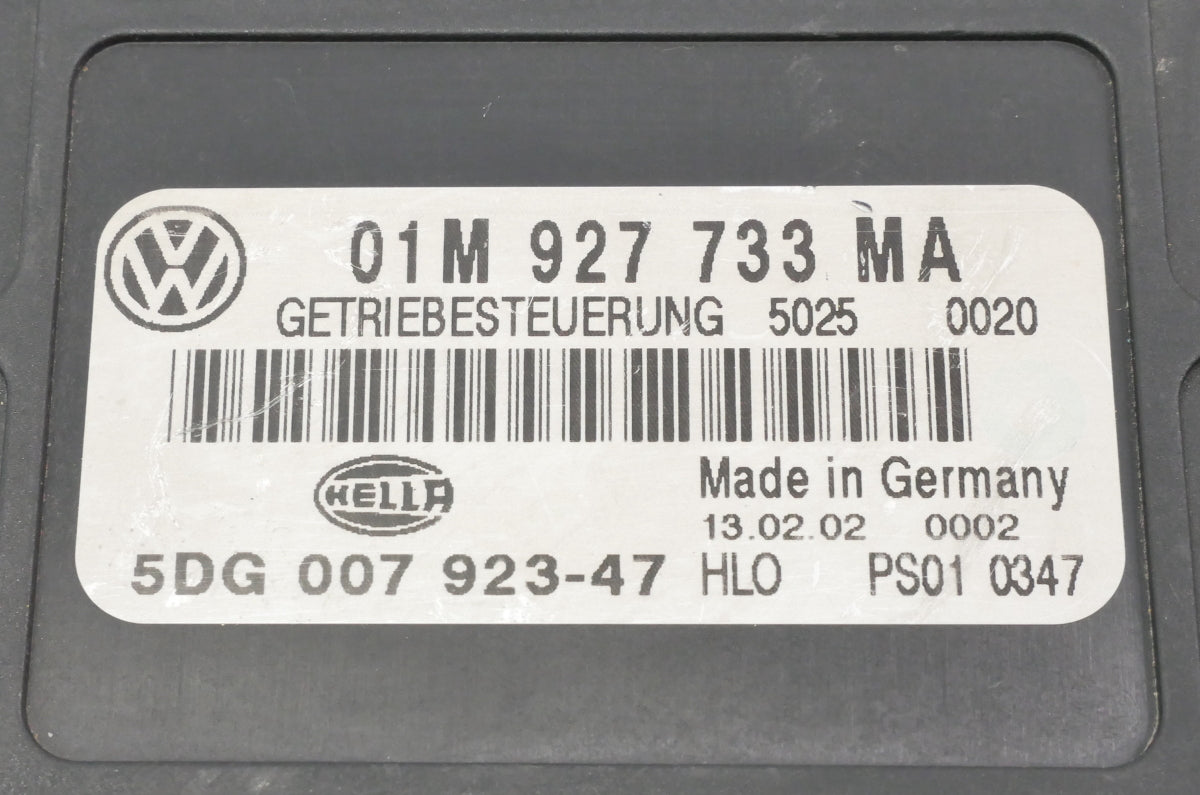 01M 927 733 MA
GETRIEBESTEUERUNG 5025 0020
HELLA
Made in Germany
13.02.02 0002
5DG 007 923-47 HLO PS01 0347